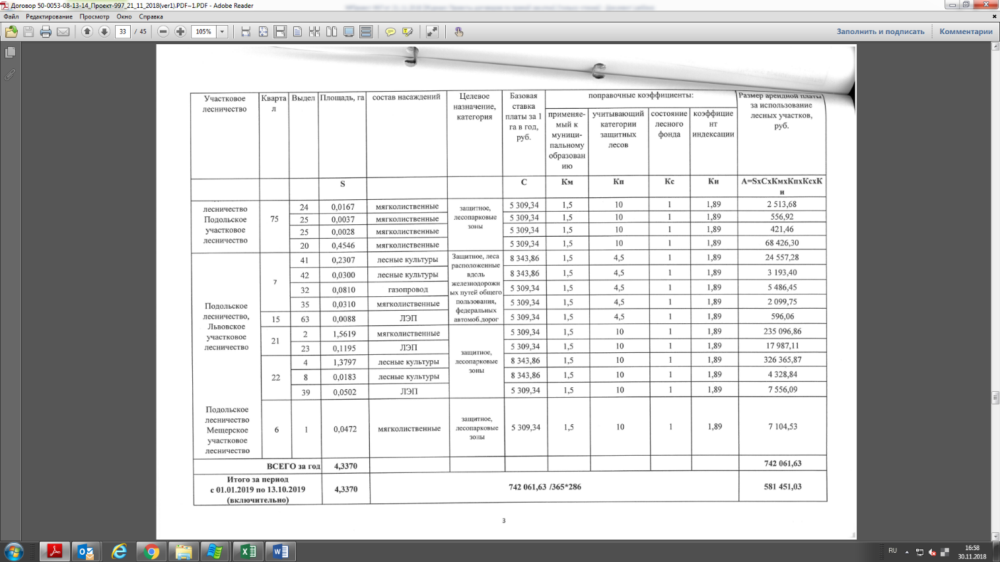 Договор 50-0053-08-13-14_Проект-997_21_11_2018(ver1).PDF~1.PDF - Adobe Reader
Файл Редактирование Просмотр Окно Справка
33 / 45 105% Заполнить и подписать Комментарии
Участковое лесничество Кварта л Выдел Площадь, га состав насаждений Целевое назначение, категория Базовая ставка платы за 1 га в год, руб. поправочные коэффициенты: Размер арендной платы за использование лесных участков, руб.
применяе- мый к муници- пальному образован ию учитывающий категории защитных лесов состояние лесного фонда коэффицие нт индексации
S С Км Кп Кс Ки А=SхСхКмхКпхКсхК и
лесничество Подольское участковое лесничество 75 защитное, лесопарковые зоны
24 0,0167 мягколиственные 5 309,34 1,5 10 1 1,89 2 513,68
25 0,0037 мягколиственные 5 309,34 1,5 10 1 1,89 556,92
25 0,0028 мягколиственные 5 309,34 1,5 10 1 1,89 421,46
20 0,4546 мягколиственные 5 309,34 1,5 10 1 1,89 68 426,30
Подольское лесничество, Львовское участковое лесничество
7 Защитное, леса расположенные вдоль железнодорожн ых путей общего пользования, федеральных автомоб.дорог
41 0,2307 лесные культуры 8 343,86 1,5 4,5 1 1,89 24 557,28
42 0,0300 лесные культуры 8 343,86 1,5 4,5 1 1,89 3 193,40
32 0,0810 газопровод 5 309,34 1,5 4,5 1 1,89 5 486,45
35 0,0310 мягколиственные 5 309,34 1,5 4,5 1 1,89 2 099,75
15 63 0,0088 ЛЭП 5 309,34 1,5 4,5 1 1,89 596,06
21 2 1,5619 мягколиственные защитное, лесопарковые зоны 5 309,34 1,5 10 1 1,89 235 096,86
23 0,1195 ЛЭП 5 309,34 1,5 10 1 1,89 17 987,11
22 4 1,3797 лесные культуры 8 343,86 1,5 10 1 1,89 326 365,87
8 0,0183 лесные культуры 8 343,86 1,5 10 1 1,89 4 328,84
39 0,0502 ЛЭП 5 309,34 1,5 10 1 1,89 7 556,09
Подольское лесничество Мещерское участковое лесничество 6 1 0,0472 мягколиственные защитное, лесопарковые зоны 5 309,34 1,5 10 1 1,89 7 104,53
ВСЕГО за год 4,3370 742 061,63
Итого за период с 01.01.2019 по 13.10.2019 (включительно) 4,3370 742 061,63 /365*286 581 451,03
3
RU 16:58
30.11.2018